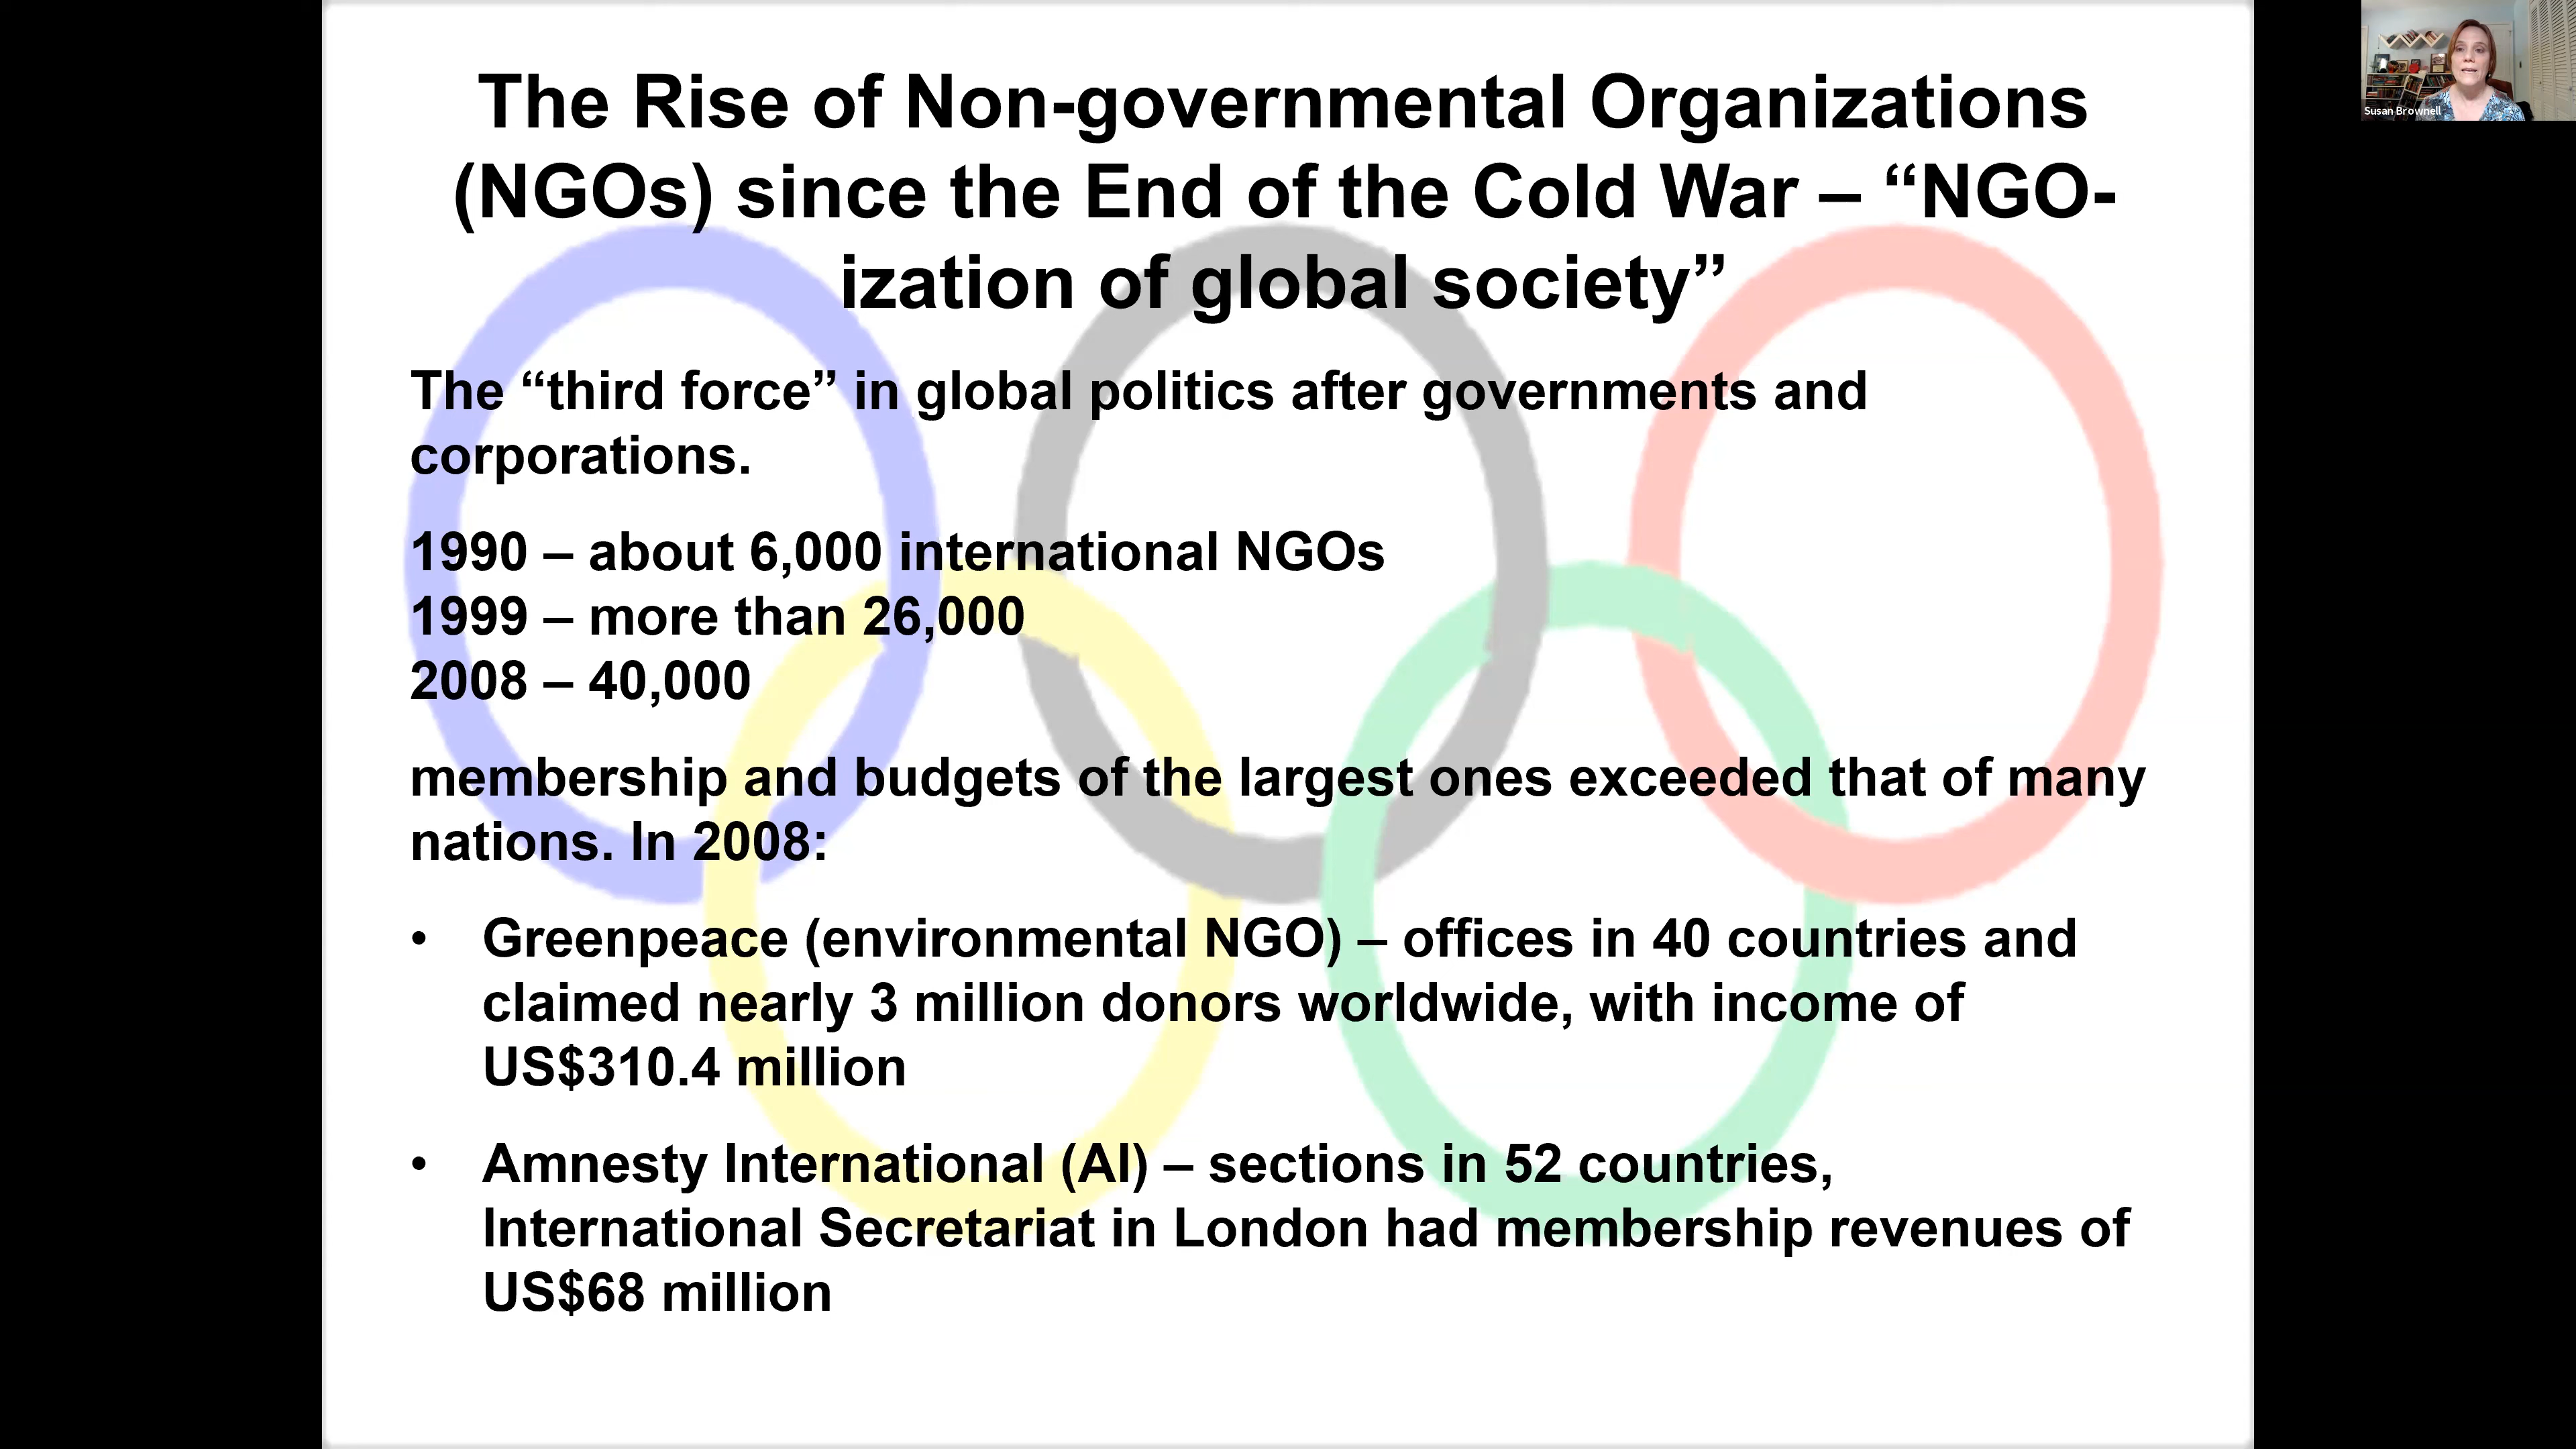 The Rise of Non-governmental Organizations
(NGOs) since the End of the Cold War – “NGO-
ization of global society”
The “third force” in global politics after governments and
corporations.
1990 – about 6,000 international NGOs
1999 – more than 26,000
2008 – 40,000
membership and budgets of the largest ones exceeded that of many
nations. In 2008:
• Greenpeace (environmental NGO) – offices in 40 countries and
claimed nearly 3 million donors worldwide, with income of
US$310.4 million
• Amnesty International (AI) – sections in 52 countries,
International Secretariat in London had membership revenues of
US$68 million
Susan Brownell